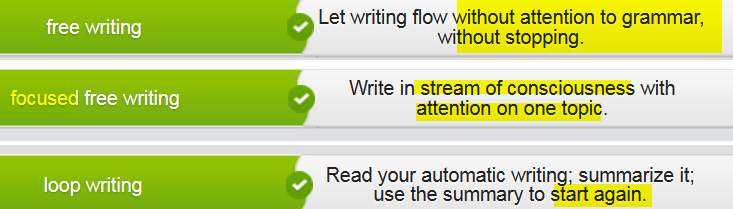 free writing
Let writing flow without attention to grammar,
without stopping.
focused free writing
Write in stream of consciousness with
attention on one topic.
loop writing
Read your automatic writing; summarize it;
use the summary to start again.